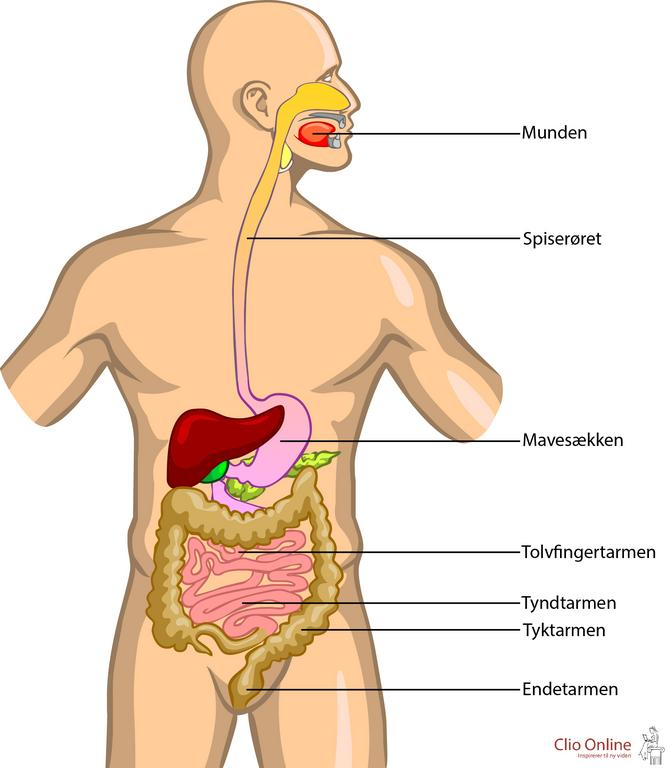 Munden
Spiserøret
Mavesækken
Tolvfingertarmen
Tyndtarmen
Tyktarmen
Endetarmen
Clio Online
Inspirerer til ny viden